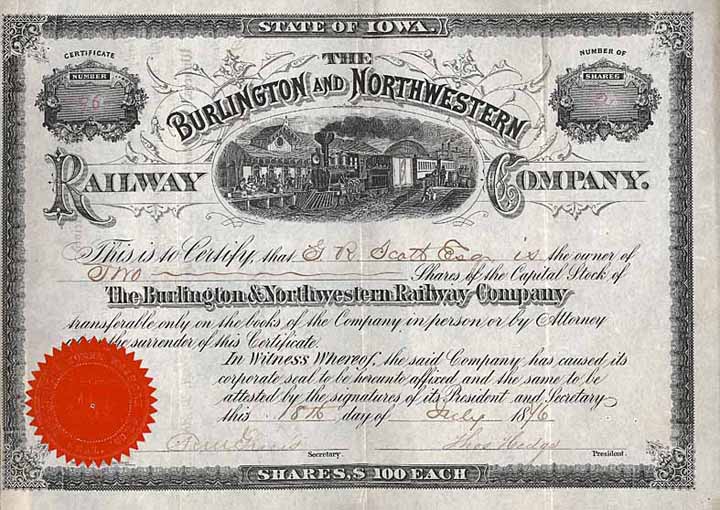 STATE OF IOWA.
CERTIFICATE
NUMBER
26
NUMBER OF
SHARES
THE
BURLINGTON AND NORTHWESTERN
RAILWAY COMPANY.
This is to Certify, that G R Scott Esq is the owner of
Two Shares of the Capital Stock of
The Burlington & Northwestern Railway Company
transferable only on the books of the Company in person or by Attorney
the surrender of this Certificate.
In Witness Whereof, the said Company has caused its
corporate seal to be hereunto affixed and the same to be
attested by the signatures of its President and Secretary
this 18th day of July 1876
Thos Hedge
Secretary. President.
SHARES, $100 EACH